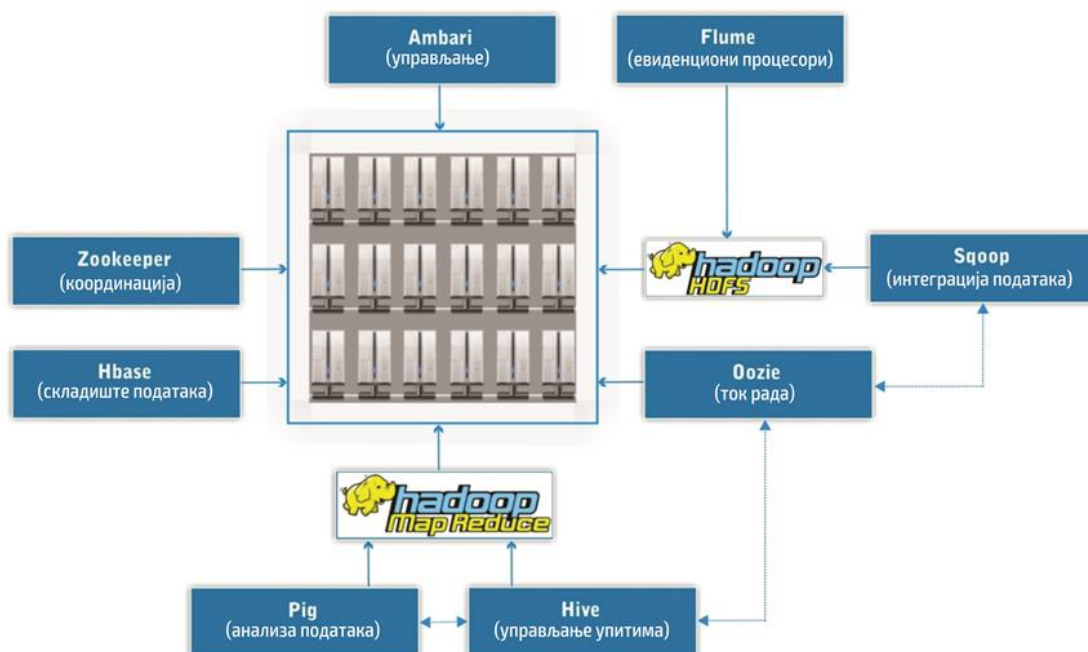 Ambari
(управљање)
Flume
(евиденциони процесори)
Zookeeper
(координација)
hadoop
HDFS
Sqoop
(интеграција података)
Hbase
(складиште података)
Oozie
(ток рада)
hadoop
Map Reduce
Pig
(анализа података)
Hive
(управљање упитима)